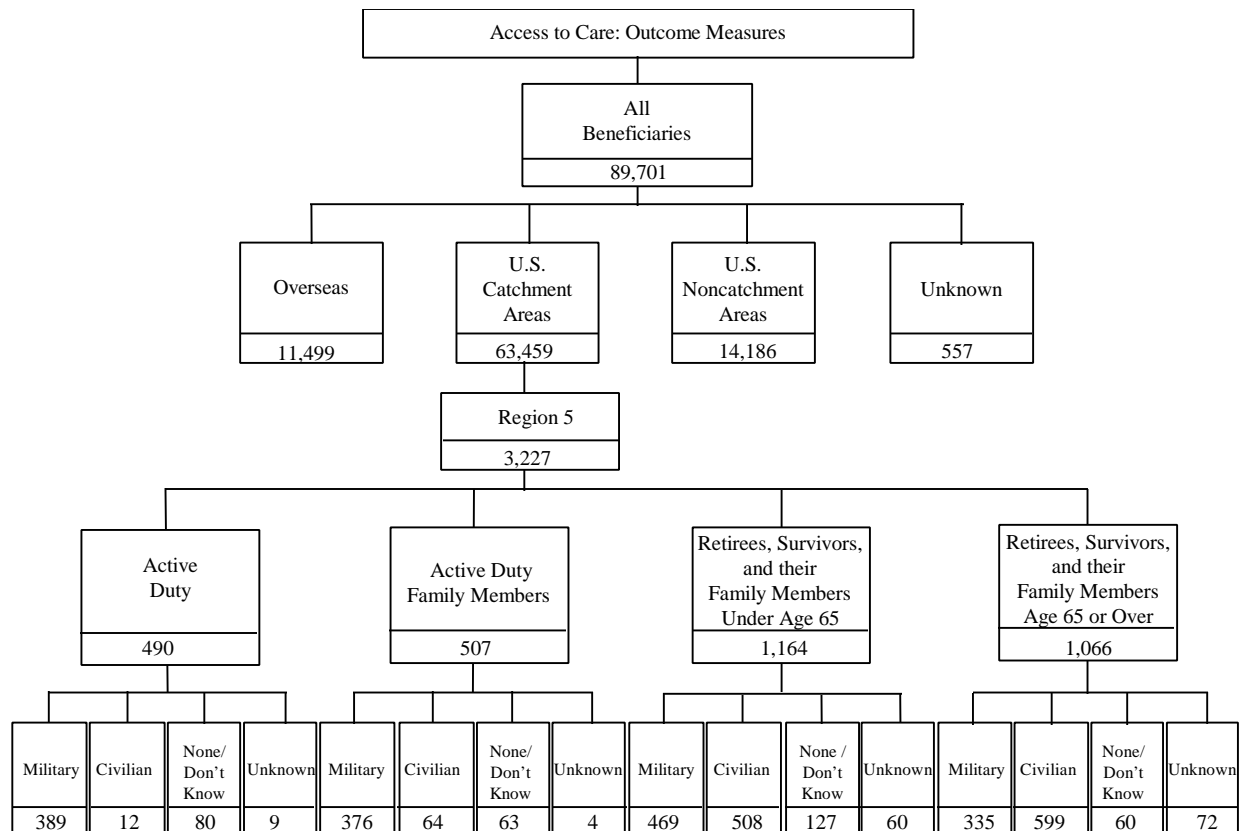 Access to Care: Outcome Measures
All
Beneficiaries
89,701
Overseas
11,499
U.S.
Catchment
Areas
63,459
U.S.
Noncatchment
Areas
14,186
Unknown
557
Region 5
3,227
Active
Duty
490
Active Duty
Family Members
507
Retirees, Survivors,
and their
Family Members
Under Age 65
1,164
Retirees, Survivors,
and their
Family Members
Age 65 or Over
1,066
Military
389
Civilian
12
None/
Don't
Know
80
Unknown
9
Military
376
Civilian
64
None/
Don't
Know
63
Unknown
4
Military
469
Civilian
508
None /
Don't
Know
127
Unknown
60
Military
335
Civilian
599
None/
Don't
Know
60
Unknown
72